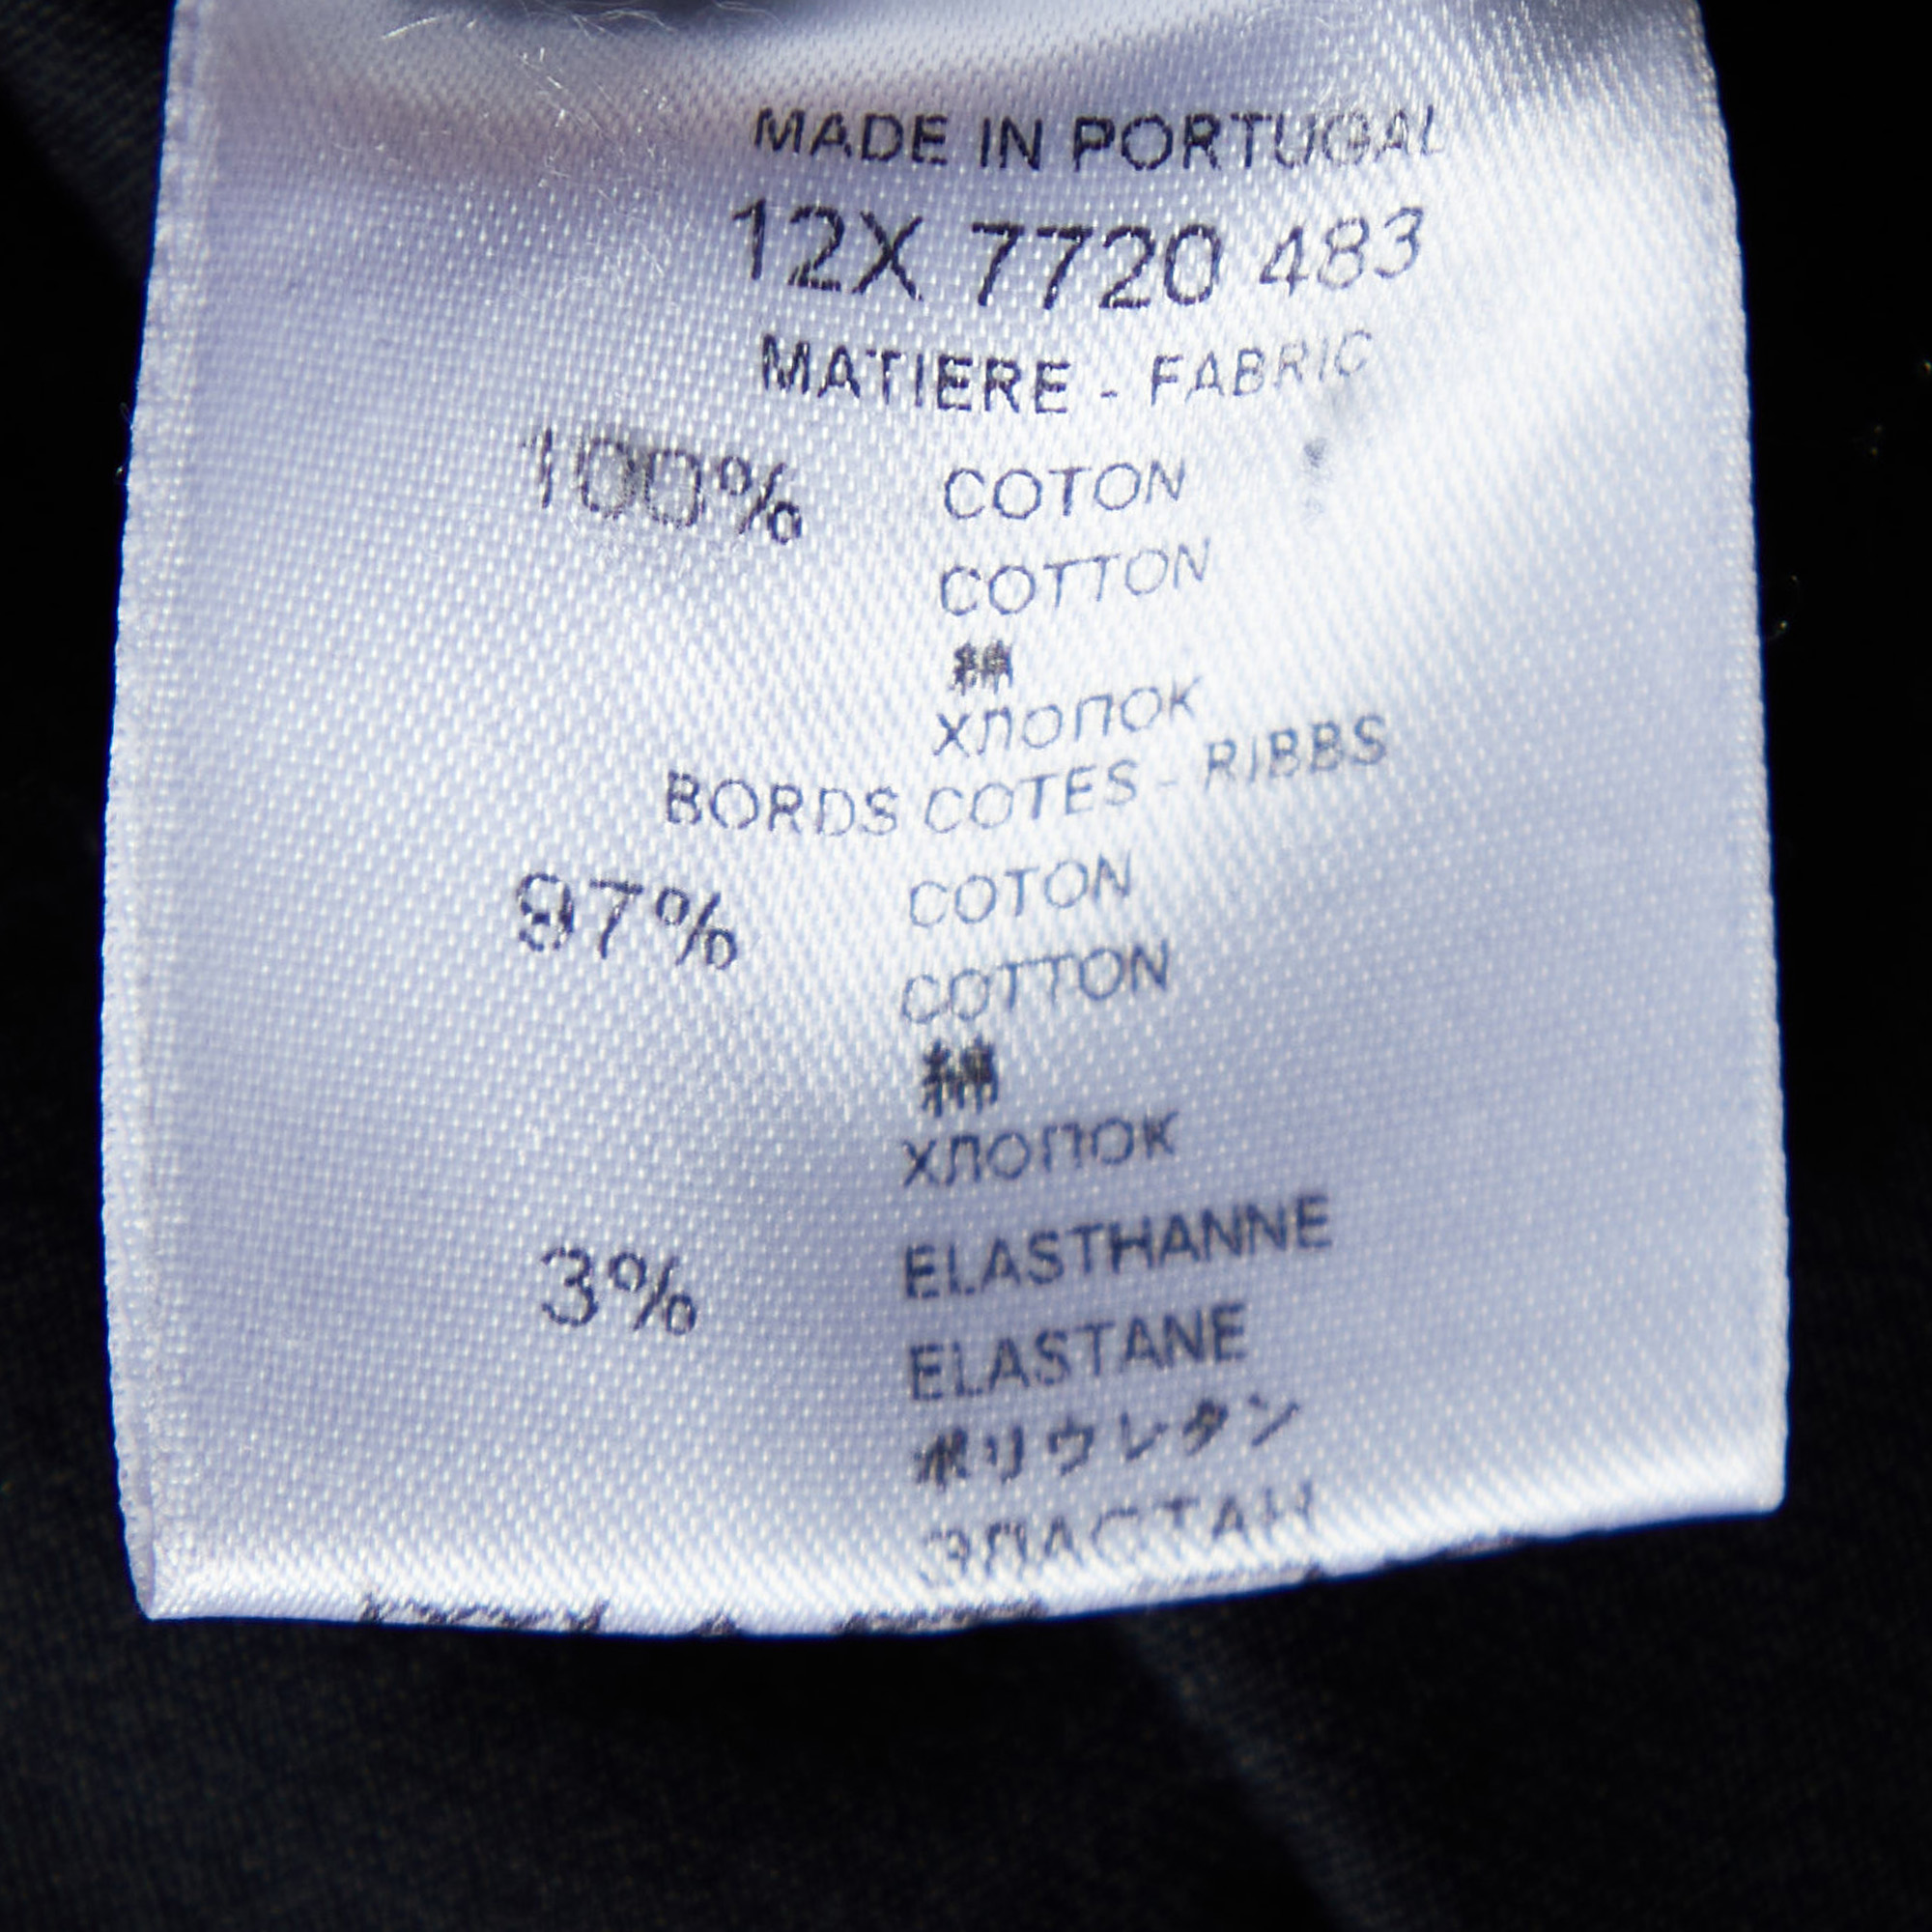 MADE IN PORTUGAL
12X 7720 483
MATIERE - FABRIC
100% COTON
COTTON
綿
ХЛОПОК
BORDS COTES - RIBBS
97% COTON
COTTON
綿
ХЛОПОК
3% ELASTHANNE
ELASTANE
ポリウレタン
ЭЛАСТАН